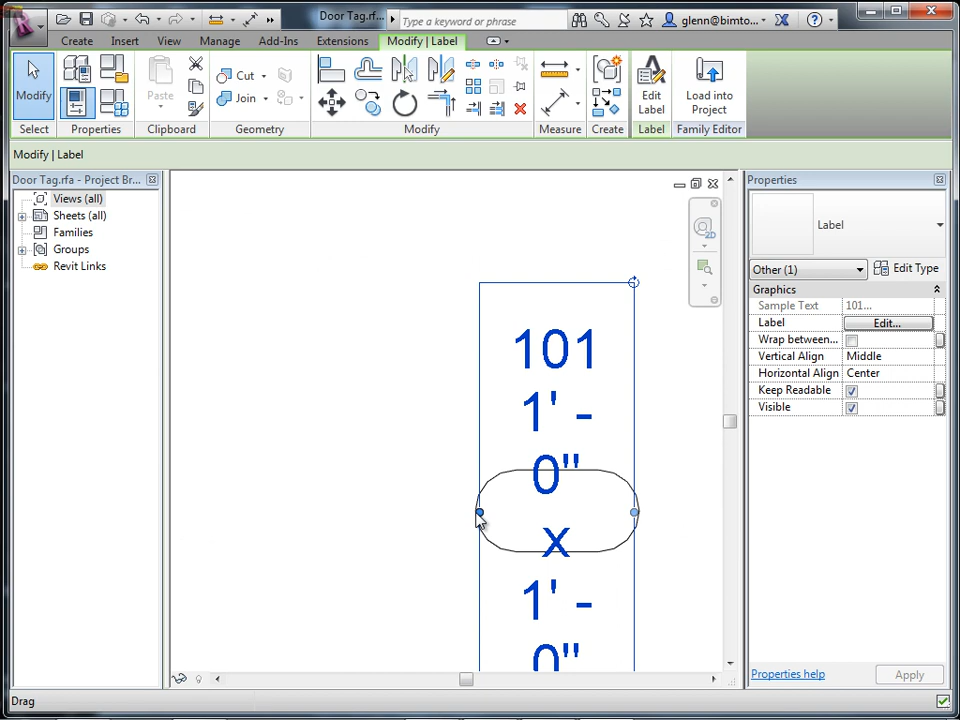 Door Tag.rfa...
Type a keyword or phrase
glenn@bimto...
Create
Insert
View
Manage
Add-Ins
Extensions
Modify | Label
Modify
Paste
Cut
Join
Edit Label
Load into Project
Select
Properties
Clipboard
Geometry
Modify
Measure
Create
Label
Family Editor
Modify | Label
Door Tag.rfa - Project Br...
Views (all)
Sheets (all)
Families
Groups
Revit Links
2D
101
1' -
0"
x
1' -
0"
Properties
Label
Other (1)
Edit Type
Graphics
Sample Text 101...
Label Edit...
Wrap between...
Vertical Align Middle
Horizontal Align Center
Keep Readable
Visible
Properties help
Apply
Drag